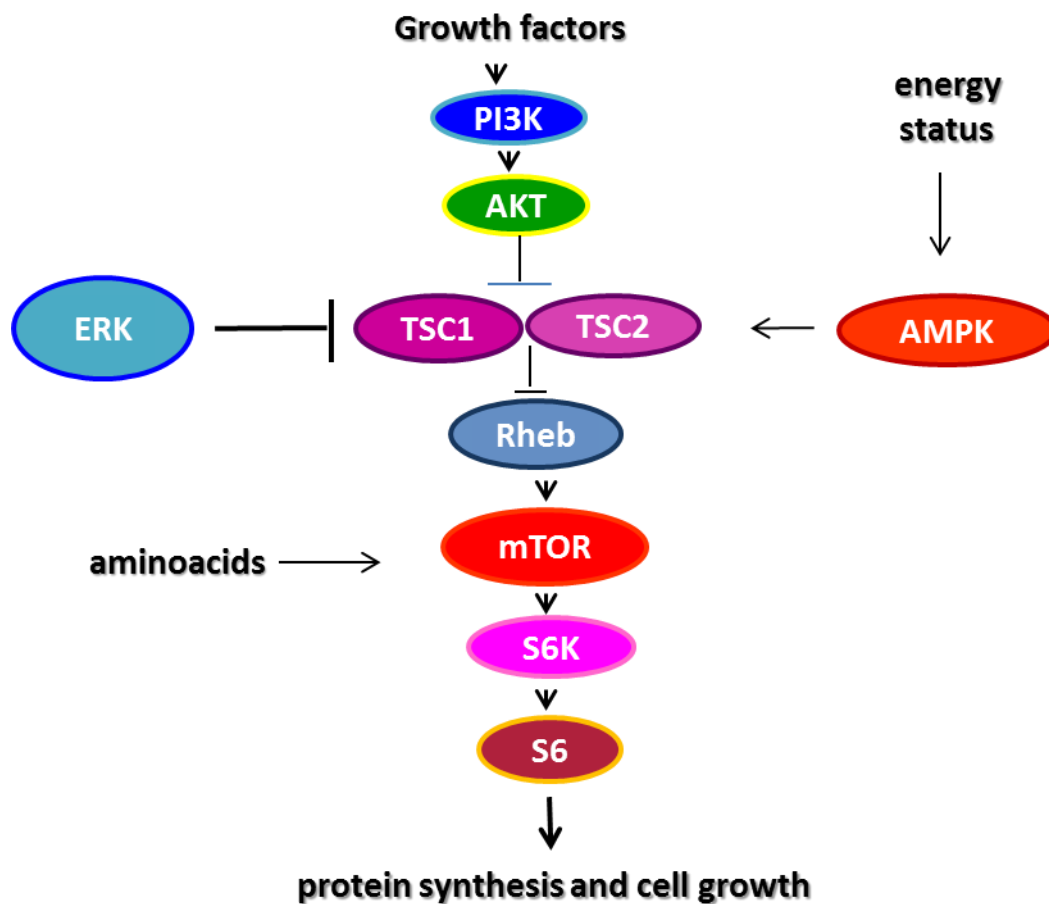 Growth factors
PI3K
energy
status
AKT
ERK
TSC1
TSC2
AMPK
Rheb
mTOR
aminoacids
S6K
S6
protein synthesis and cell growth